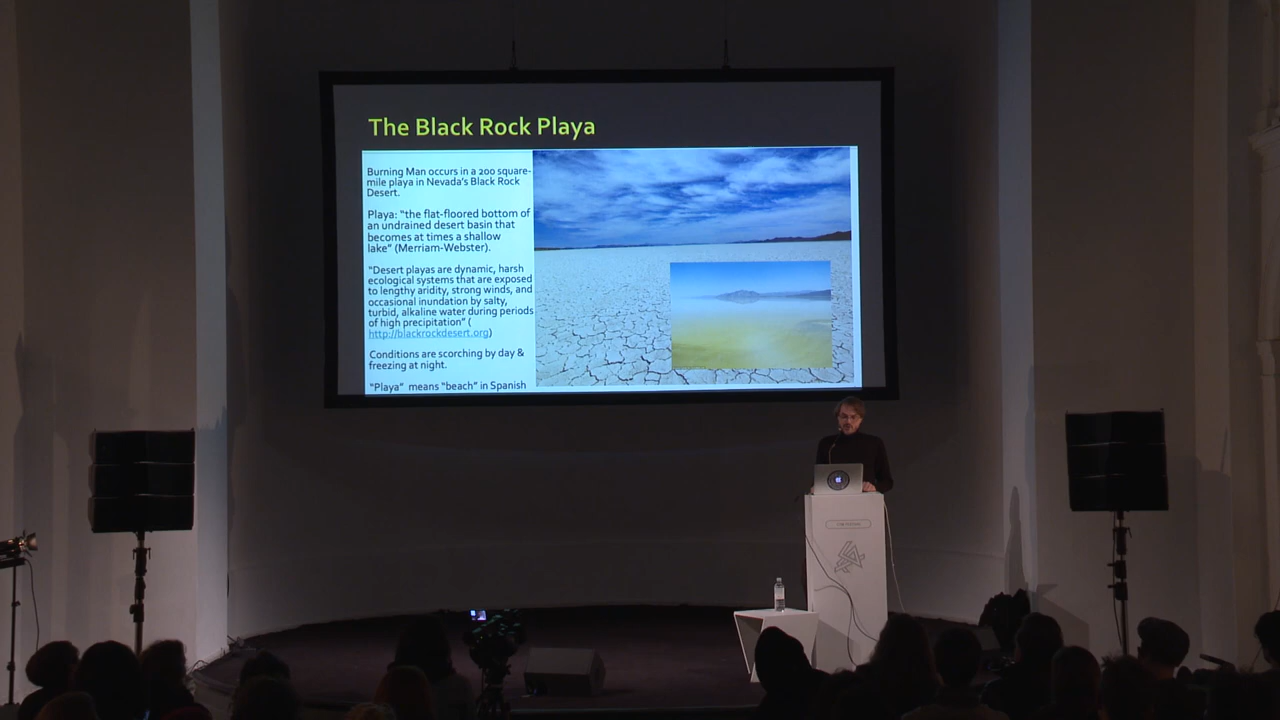 The Black Rock Playa
Burning Man occurs in a 200 square-
mile playa in Nevada's Black Rock
Desert.
Playa: "the flat-floored bottom of
an undrained desert basin that
becomes at times a shallow
lake" (Merriam-Webster).
"Desert playas are dynamic, harsh
ecological systems that are exposed
to lengthy aridity, strong winds, and
occasional inundation by salty,
turbid, alkaline water during periods
of high precipitation" (
http://blackrockdesert.org)
Conditions are scorching by day &
freezing at night.
"Playa" means "beach" in Spanish